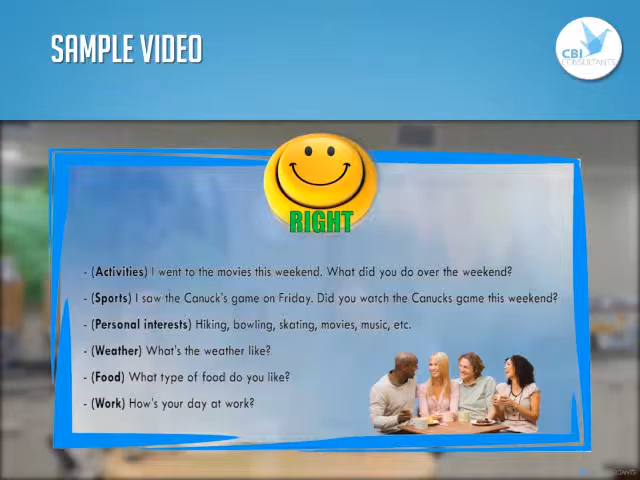 SAMPLE VIDEO
CBI
CONSULTANTS
RIGHT
- (Activities) I went to the movies this weekend. What did you do over the weekend?
- (Sports) I saw the Canuck's game on Friday. Did you watch the Canucks game this weekend?
- (Personal interests) Hiking, bowling, skating, movies, music, etc.
- (Weather) What's the weather like?
- (Food) What type of food do you like?
- (Work) How's your day at work?